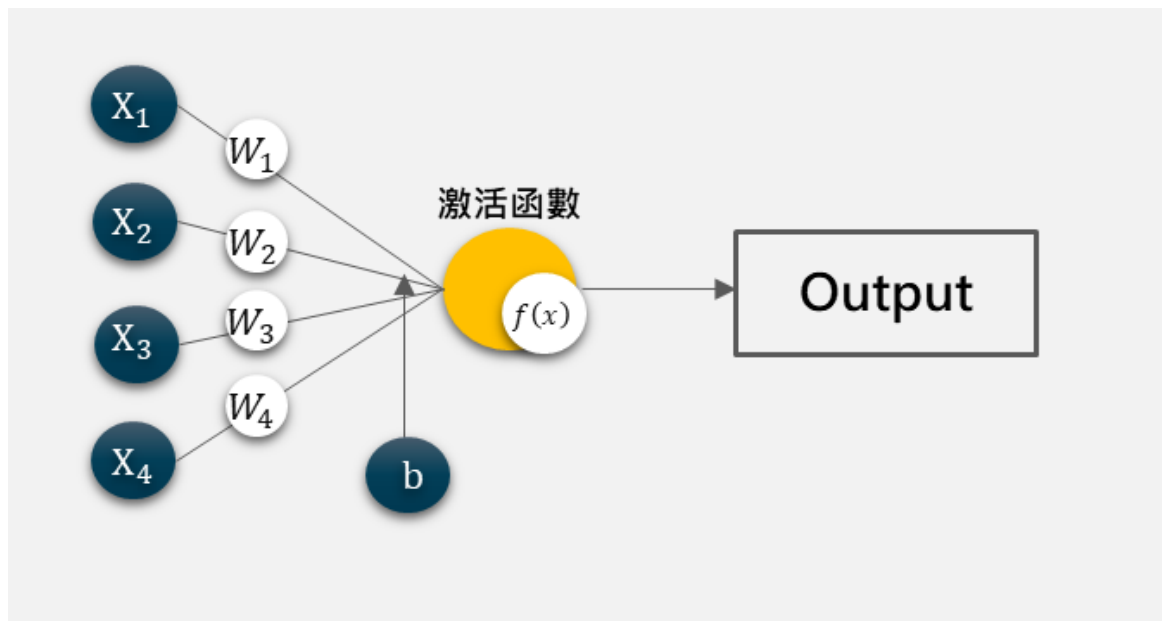 X₁
W₁
X₂
W₂
X₃
W₃
X₄
W₄
b
激活函數
f(x)
Output